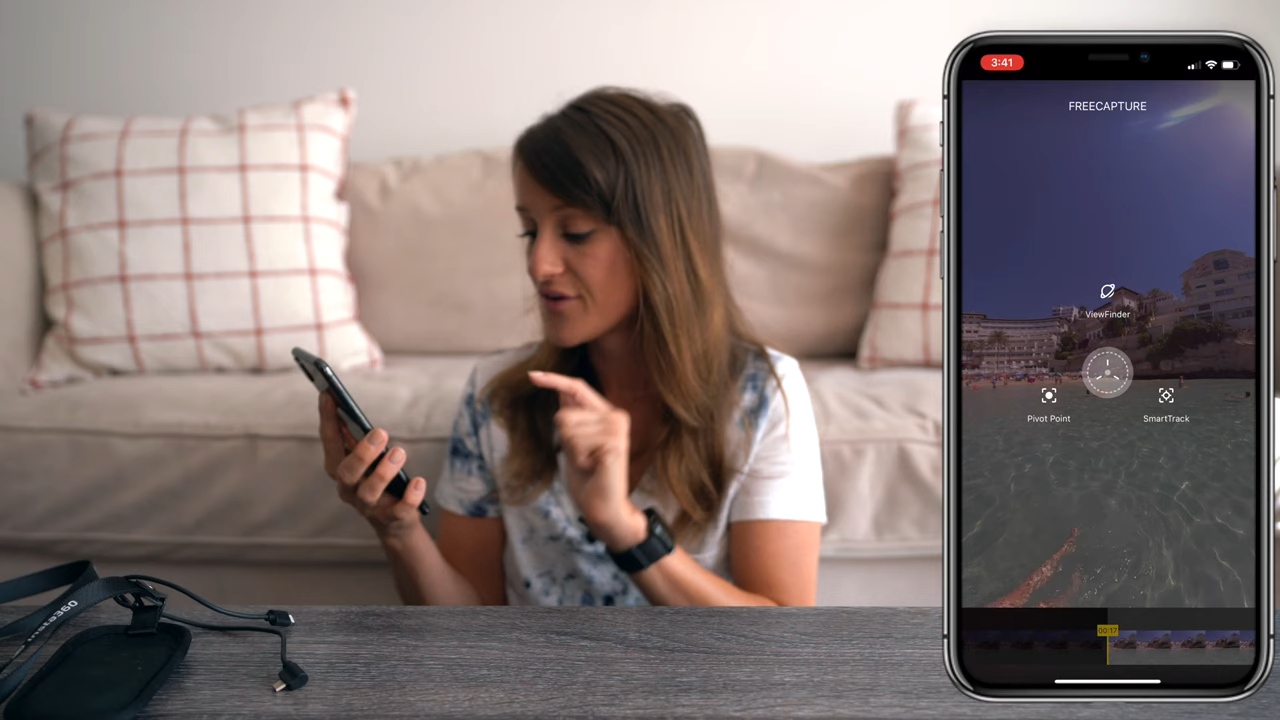 3:41
FREECAPTURE
ViewFinder
Pivot Point
SmartTrack
00:17
Insta360